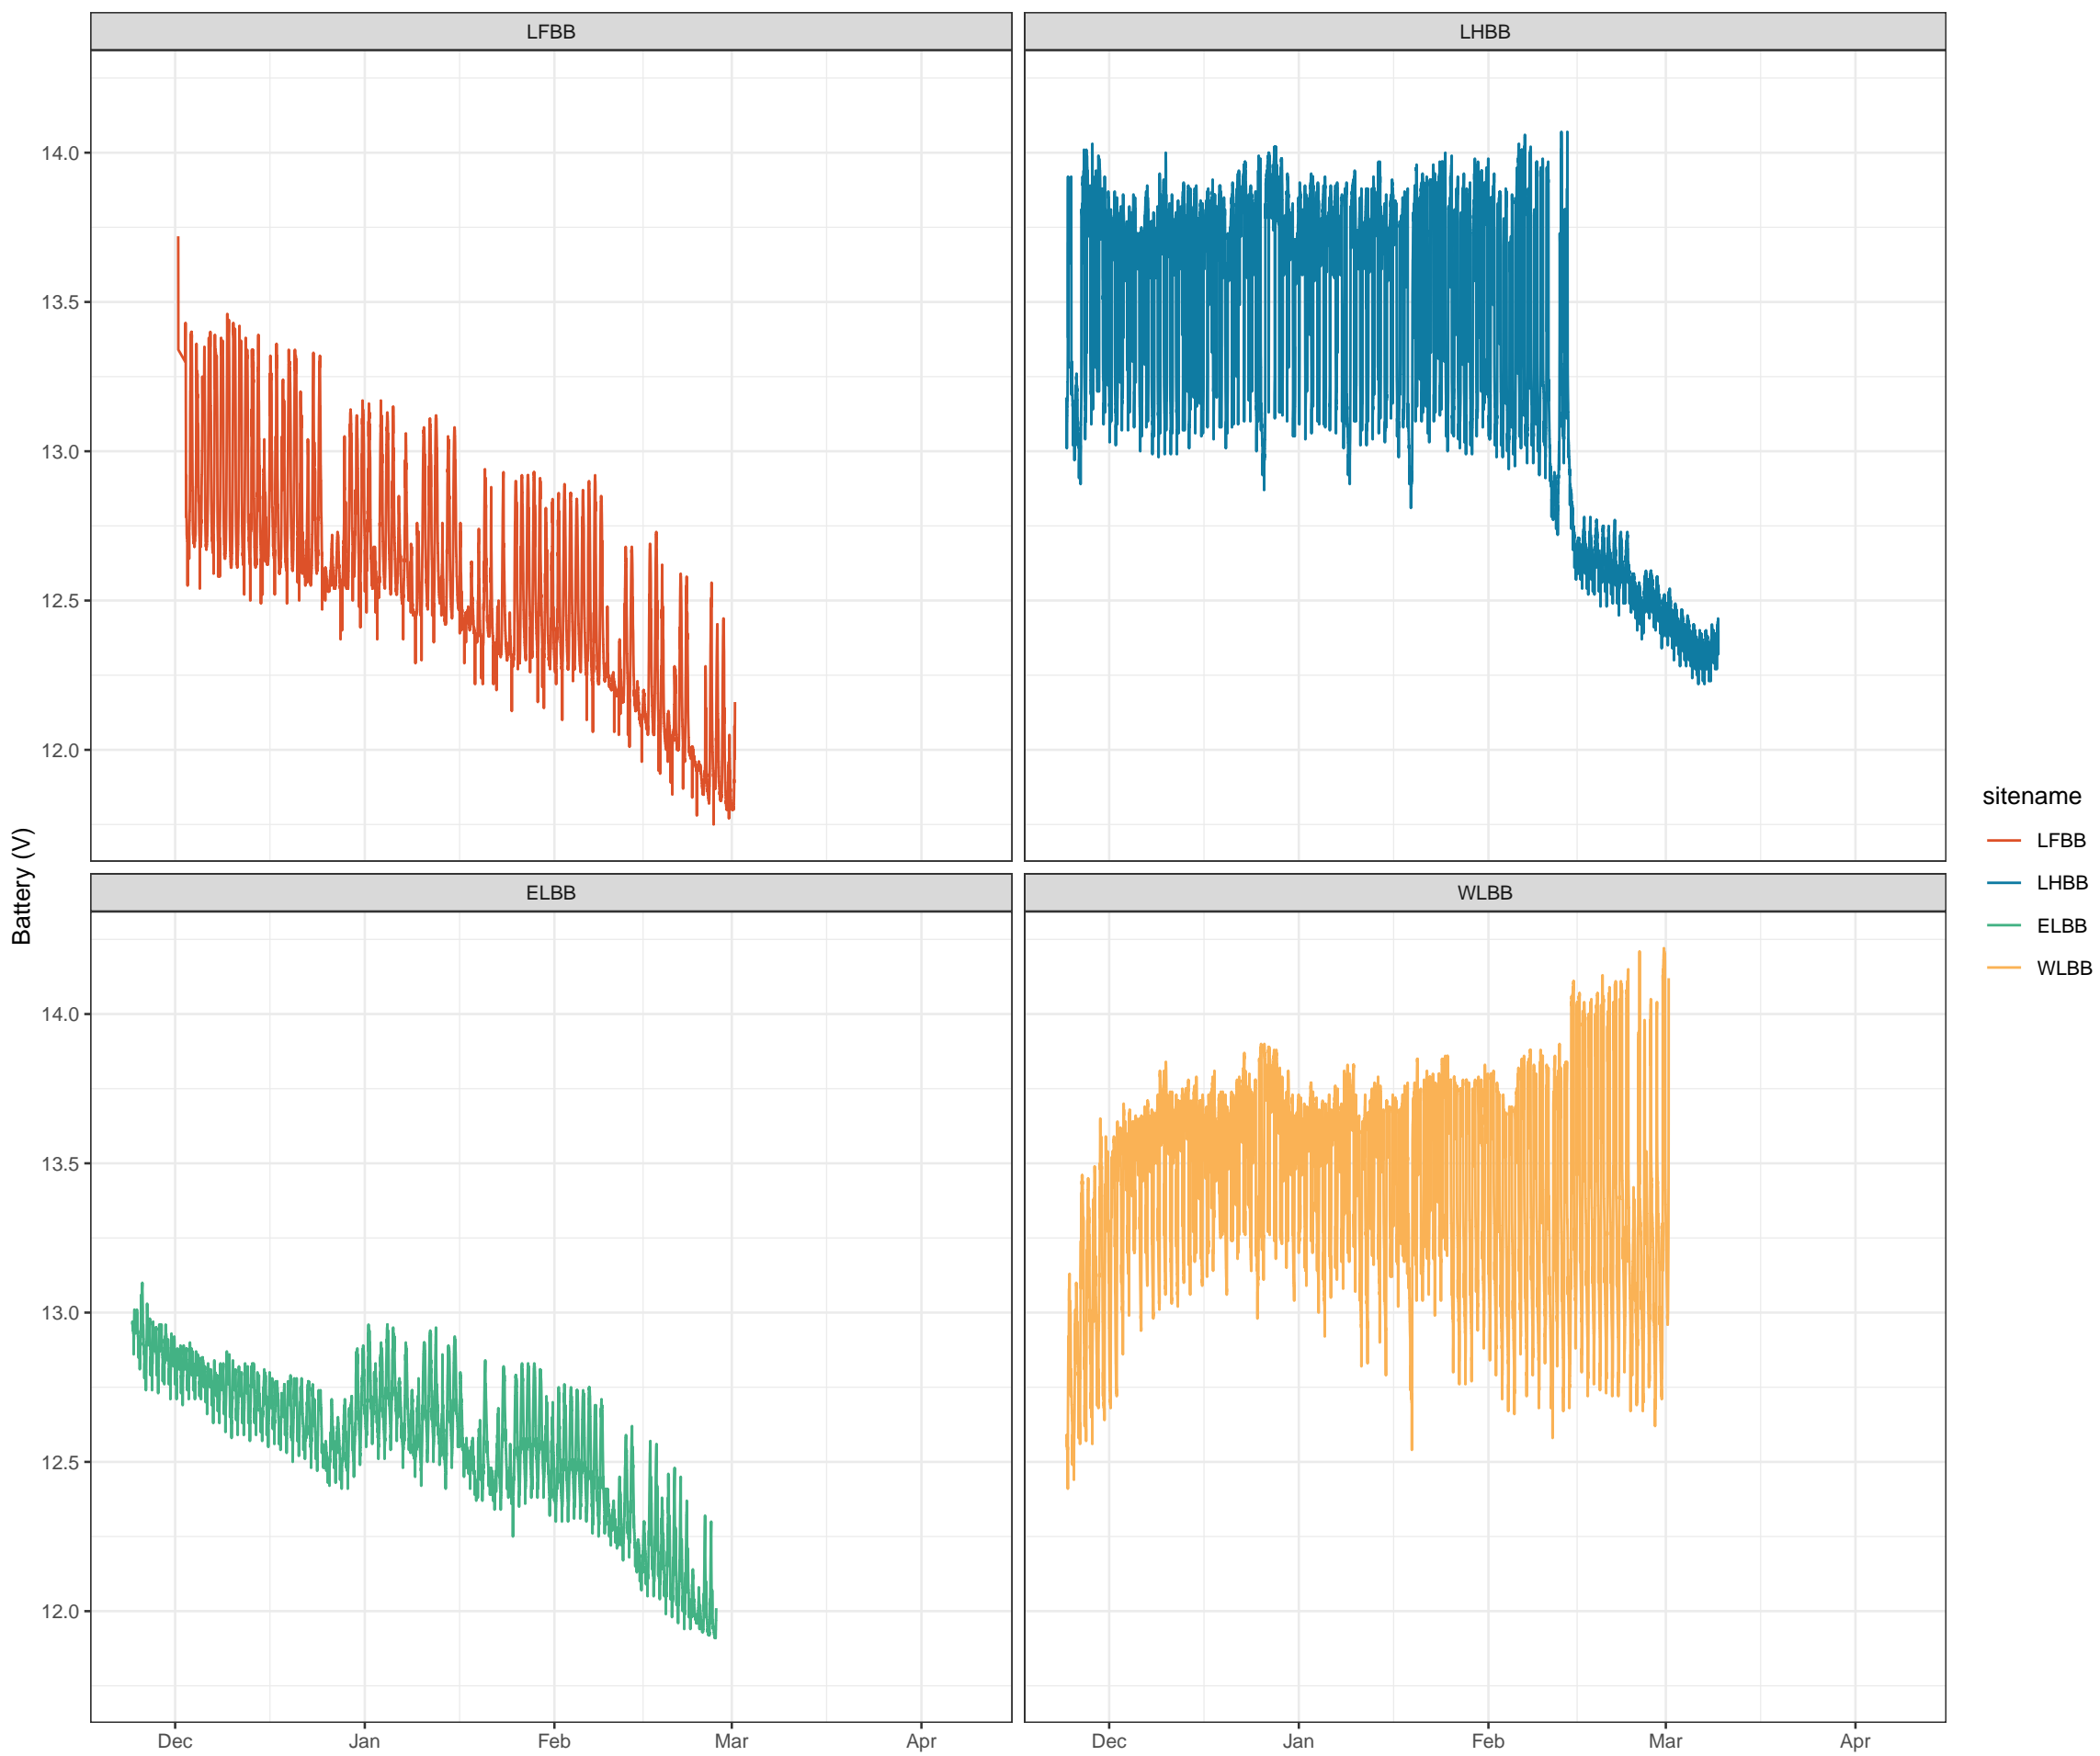 LFBB
LHBB
14.0
13.5
13.0
12.5
12.0
Battery (V)
ELBB
WLBB
14.0
13.5
13.0
12.5
12.0
Dec
Jan
Feb
Mar
Apr
Dec
Jan
Feb
Mar
Apr
sitename
LFBB
LHBB
ELBB
WLBB